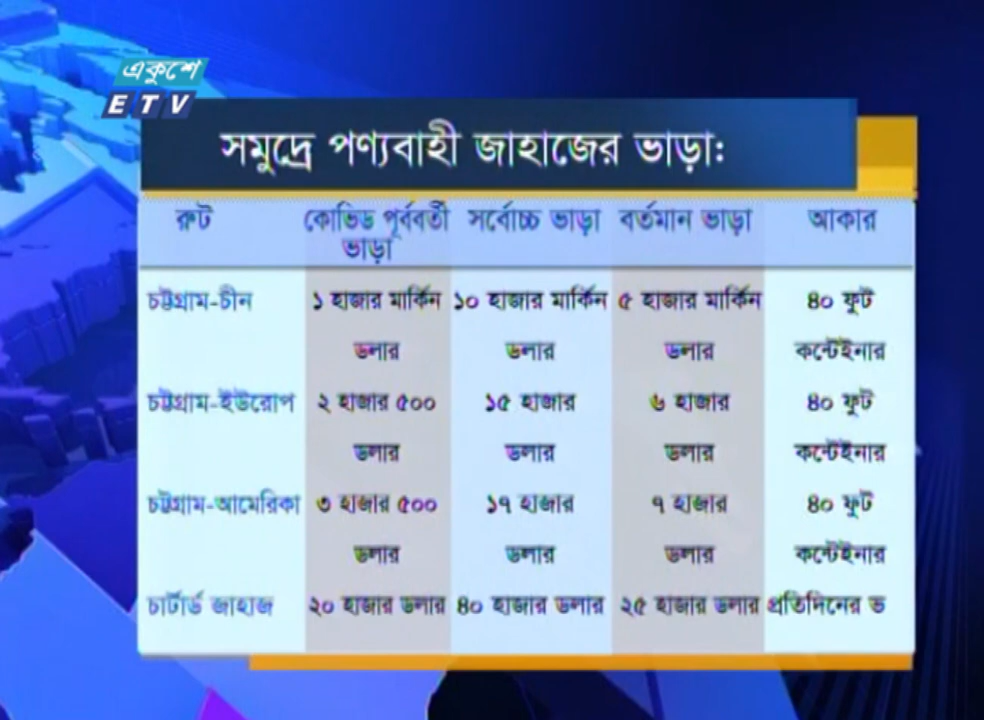 একুশে
ETV
সমুদ্রে পণ্যবাহী জাহাজের ভাড়া:
রুট কোভিড পূর্ববর্তী ভাড়া সর্বোচ্চ ভাড়া বর্তমান ভাড়া আকার
চট্টগ্রাম-চীন ১ হাজার মার্কিন ১০ হাজার মার্কিন ৫ হাজার মার্কিন ৪০ ফুট
ডলার ডলার ডলার কন্টেইনার
চট্টগ্রাম-ইউরোপ ২ হাজার ৫০০ ১৫ হাজার ৬ হাজার ৪০ ফুট
ডলার ডলার ডলার কন্টেইনার
চট্টগ্রাম-আমেরিকা ৩ হাজার ৫০০ ১৭ হাজার ৭ হাজার ৪০ ফুট
ডলার ডলার ডলার কন্টেইনার
চার্টার্ড জাহাজ ২০ হাজার ডলার ৪০ হাজার ডলার ২৫ হাজার ডলার প্রতিদিনের ভ